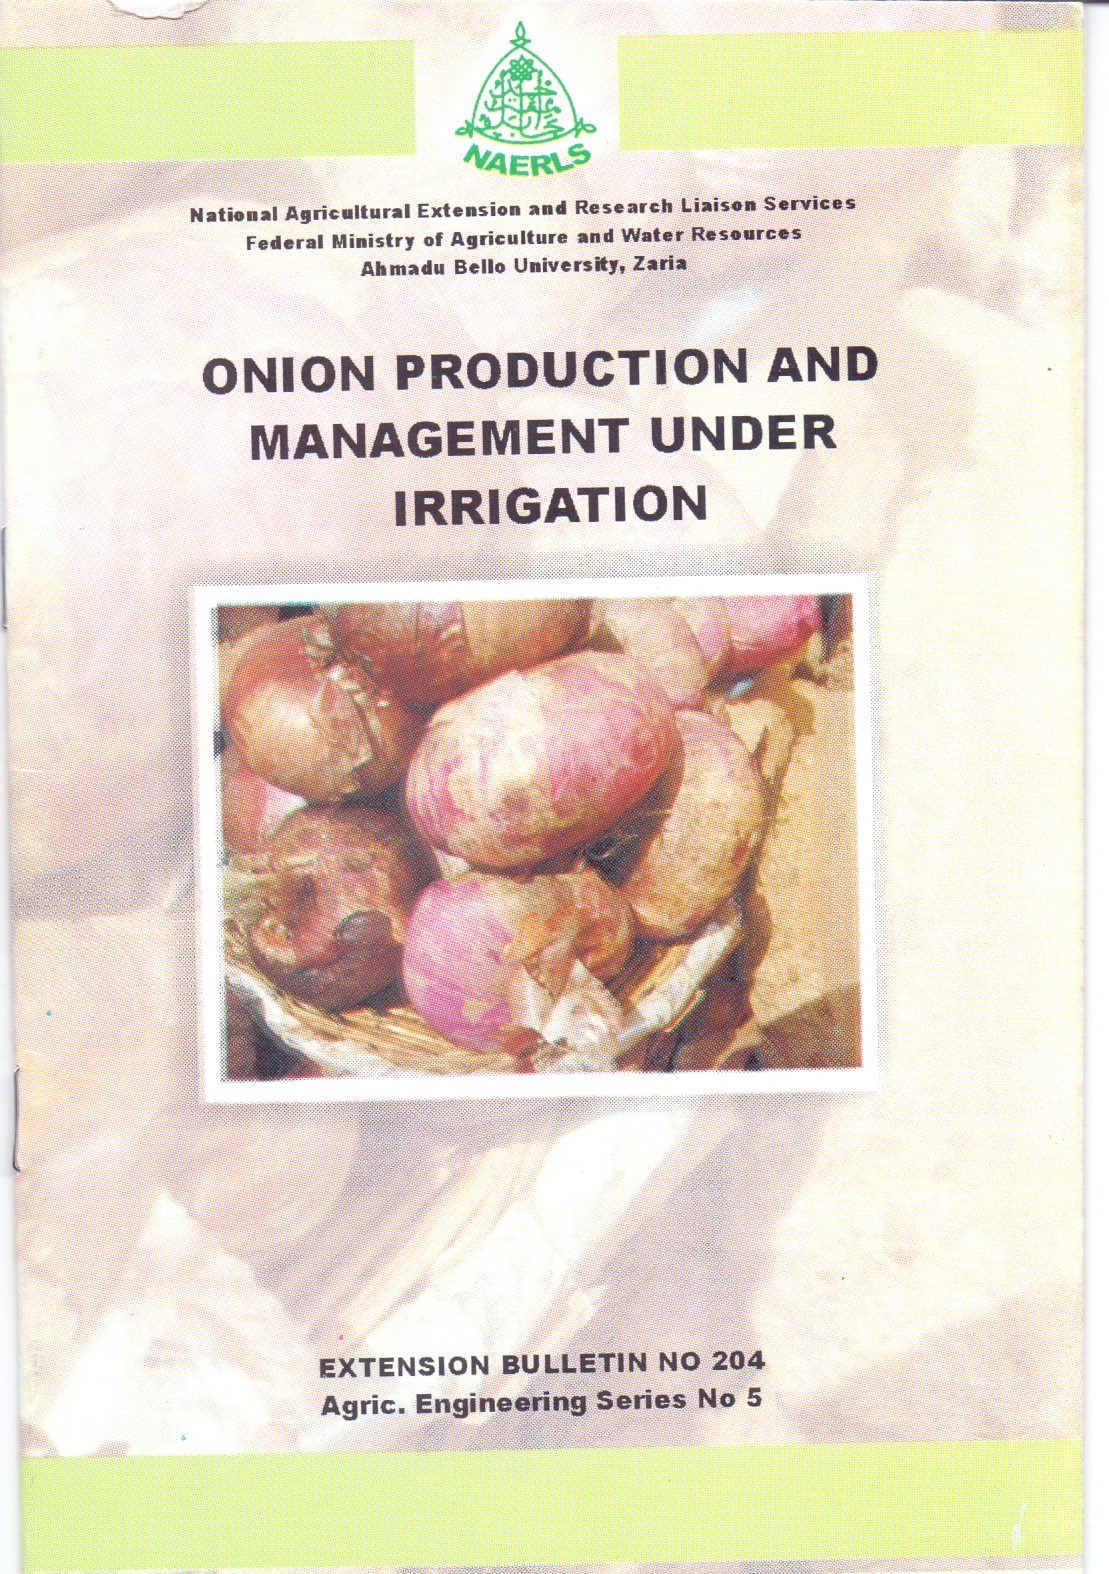 NAERLS
National Agricultural Extension and Research Liaison Services
Federal Ministry of Agriculture and Water Resources
Ahmadu Bello University, Zaria
ONION PRODUCTION AND
MANAGEMENT UNDER
IRRIGATION
EXTENSION BULLETIN NO 204
Agric. Engineering Series No 5